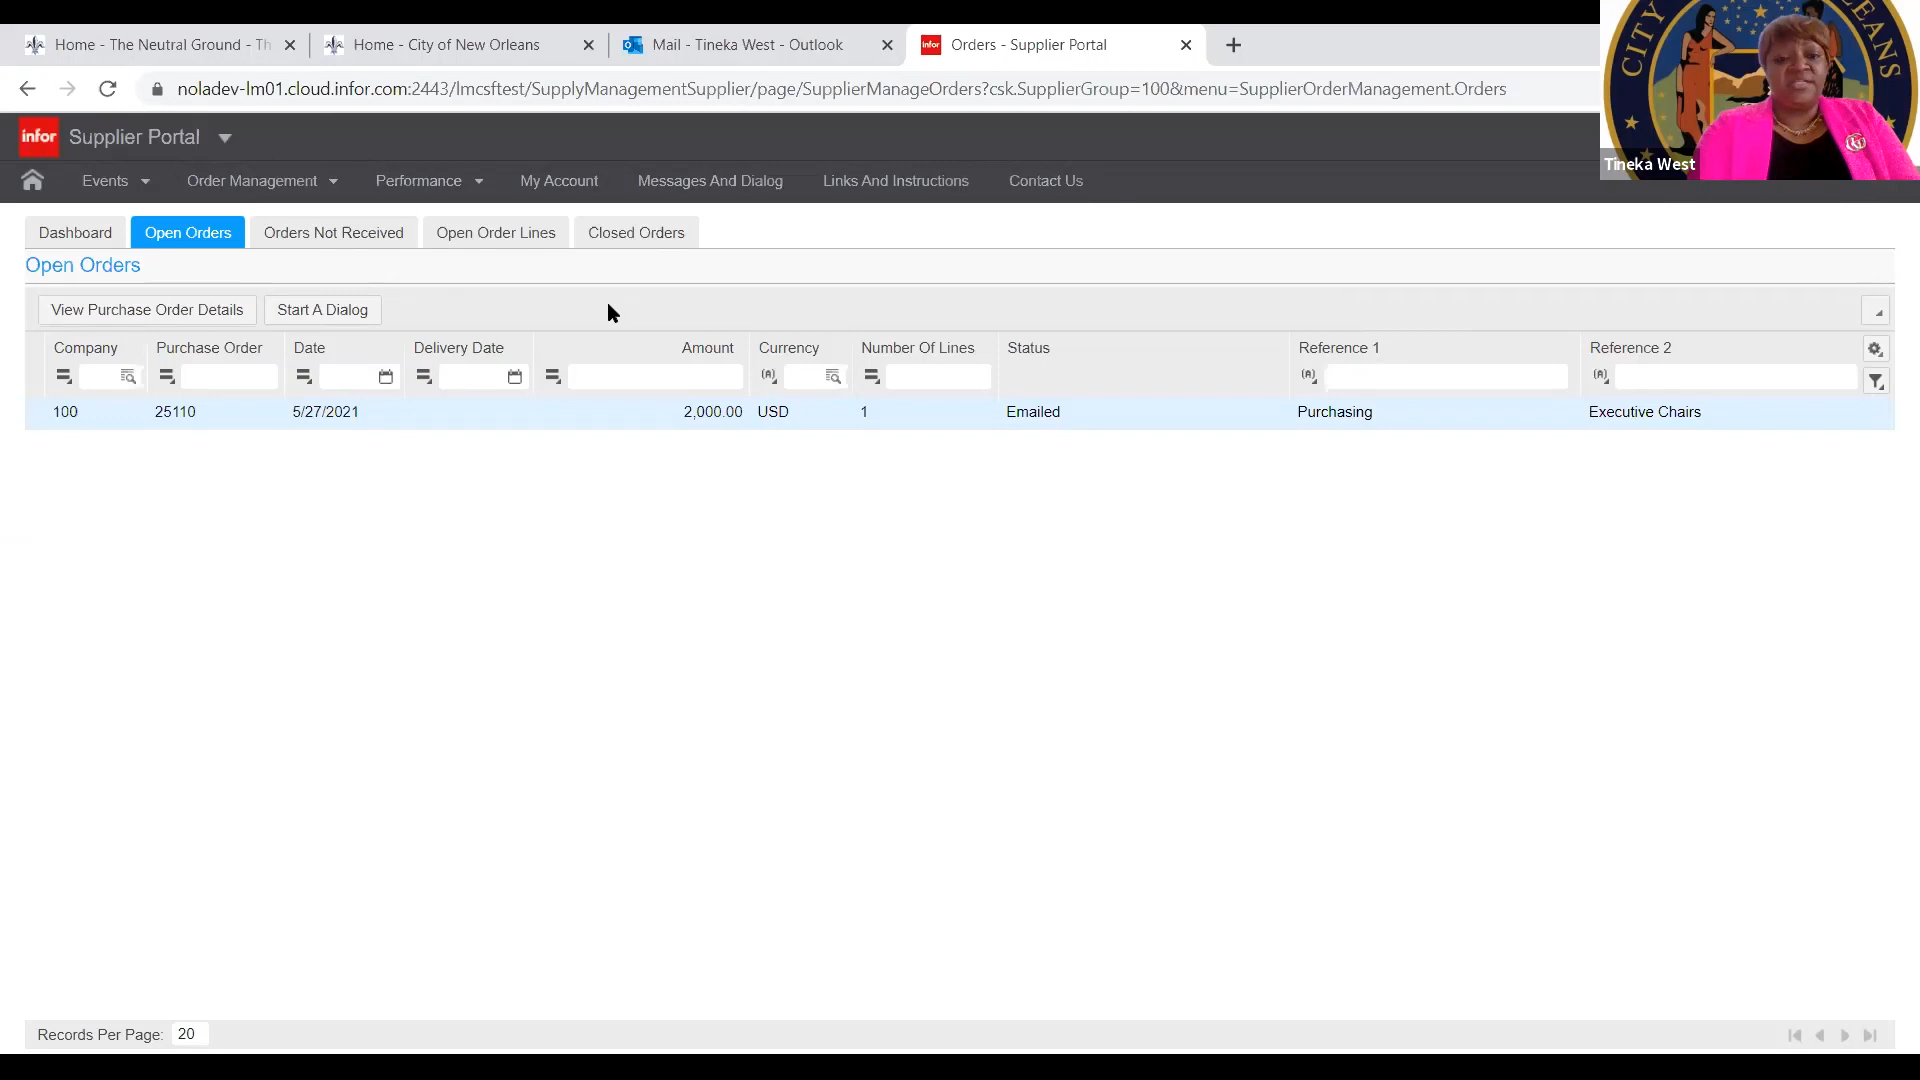 Home - The Neutral Ground - Th
Home - City of New Orleans
Mail - Tineka West - Outlook
infor
Orders - Supplier Portal
noladev-lm01.cloud.infor.com:2443/lmcsftest/SupplyManagementSupplier/page/SupplierManageOrders?csk.SupplierGroup=100&menu=SupplierOrderManagement.Orders
CITY
LEANS
Tineka West
infor Supplier Portal
Events
Order Management
Performance
My Account
Messages And Dialog
Links And Instructions
Contact Us
Dashboard
Open Orders
Orders Not Received
Open Order Lines
Closed Orders
Open Orders
View Purchase Order Details
Start A Dialog
Company Purchase Order Date Delivery Date Amount Currency Number Of Lines Status Reference 1 Reference 2
100 25110 5/27/2021 2,000.00 USD 1 Emailed Purchasing Executive Chairs
Records Per Page: 20